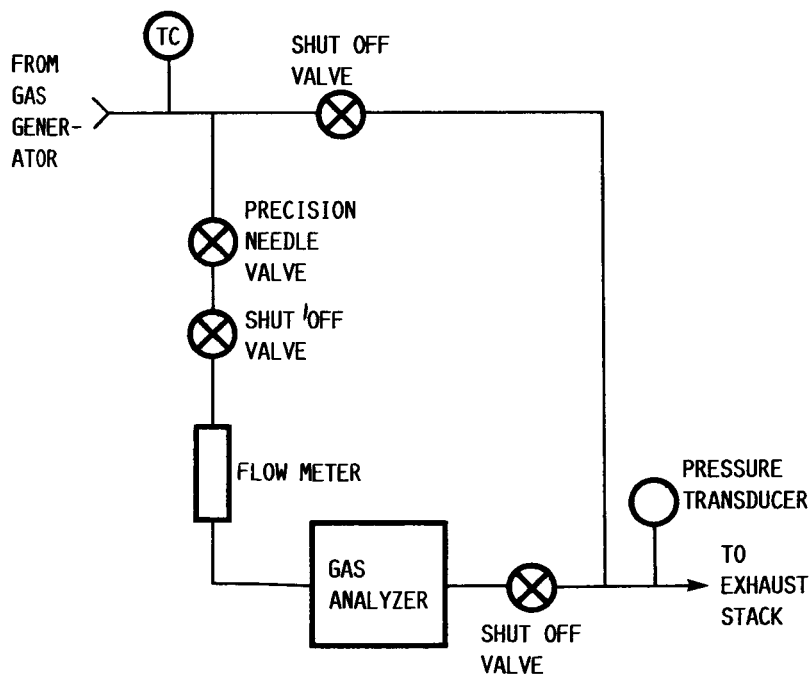 TC
SHUT OFF
VALVE
FROM
GAS
GENER-
ATOR
PRECISION
NEEDLE
VALVE
SHUT OFF
VALVE
FLOW METER
PRESSURE
TRANSDUCER
GAS
ANALYZER
TO
EXHAUST
STACK
SHUT OFF
VALVE